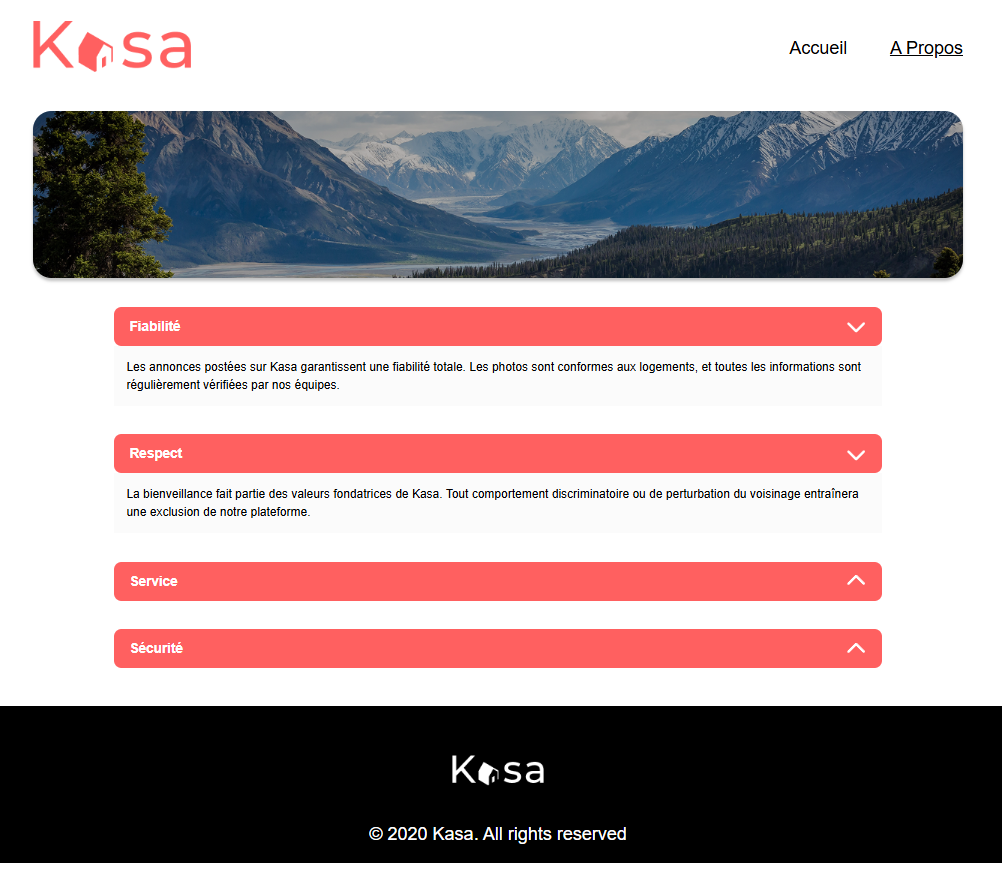 Kasa
Accueil
A Propos
Fiabilité
Les annonces postées sur Kasa garantissent une fiabilité totale. Les photos sont conformes aux logements, et toutes les informations sont
régulièrement vérifiées par nos équipes.
Respect
La bienveillance fait partie des valeurs fondatrices de Kasa. Tout comportement discriminatoire ou de perturbation du voisinage entraînera
une exclusion de notre plateforme.
Service
Sécurité
Kasa
© 2020 Kasa. All rights reserved